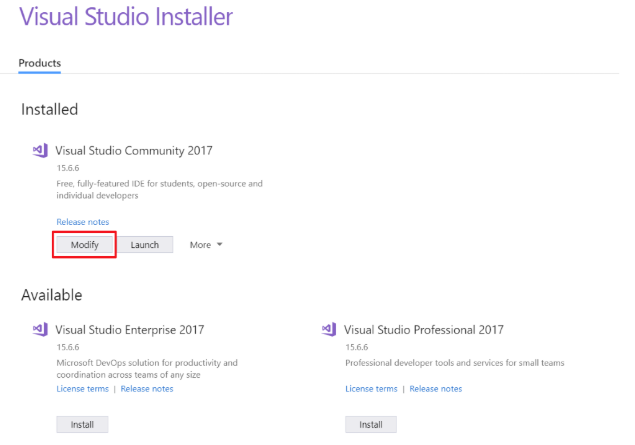 Visual Studio Installer
Products
Installed
Visual Studio Community 2017
15.6.6
Free, fully-featured IDE for students, open-source and
individual developers
Release notes
Modify Launch More
Available
Visual Studio Enterprise 2017
15.6.6
Microsoft DevOps solution for productivity and
coordination across teams of any size
License terms | Release notes
Install
Visual Studio Professional 2017
15.6.6
Professional developer tools and services for small teams
License terms | Release notes
Install